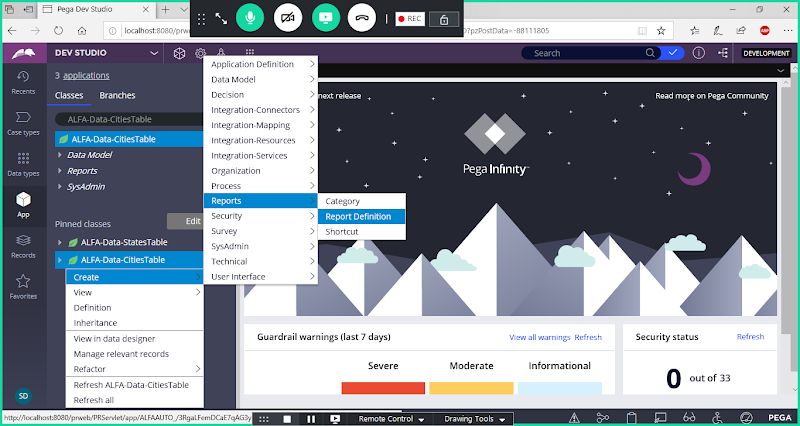 Pega Dev Studio
localhost:8080/prweb
0?pzPostData=-88111805
REC
ABP
DEV STUDIO
Search
DEVELOPMENT
3 applications
Classes
Branches
ALFA-Data-CitiesTable
ALFA-Data-CitiesTable
Data Model
Reports
SysAdmin
Pinned classes
Edit
ALFA-Data-StatesTable
ALFA-Data-CitiesTable
Recents
Case types
Data types
App
Records
Favorites
SD
Create
View
Definition
Inheritance
View in data designer
Manage relevant records
Refactor
Refresh ALFA-Data-CitiesTable
Refresh all
Application Definition
Data Model
Decision
Integration-Connectors
Integration-Mapping
Integration-Resources
Integration-Services
Organization
Process
Reports
Security
Survey
SysAdmin
Technical
User Interface
Category
Report Definition
Shortcut
next release
Read more on Pega Community
Pega Infinity™
Guardrail warnings (last 7 days)
View all warnings Refresh
Severe
Moderate
Informational
Security status
Refresh
0 out of 33
http://localhost:8080/prweb/PRServlet/app/ALFAAUTO_/3RgaLFemDCaE7qAG3y
Remote Control
Drawing Tools
PEGA